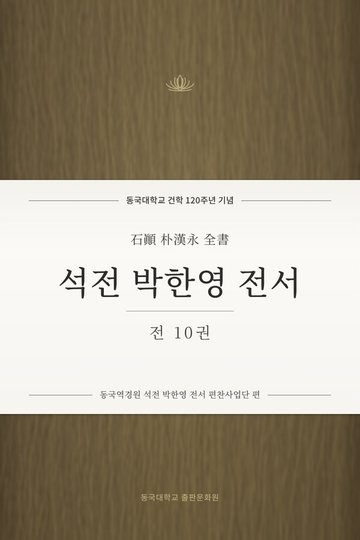 동국대학교 건학 120주년 기념
石顚 朴漢永 全書
석전 박한영 전서
전 10권
동국역경원 석전 박한영 전서 편찬사업단 편
동국대학교 출판문화원